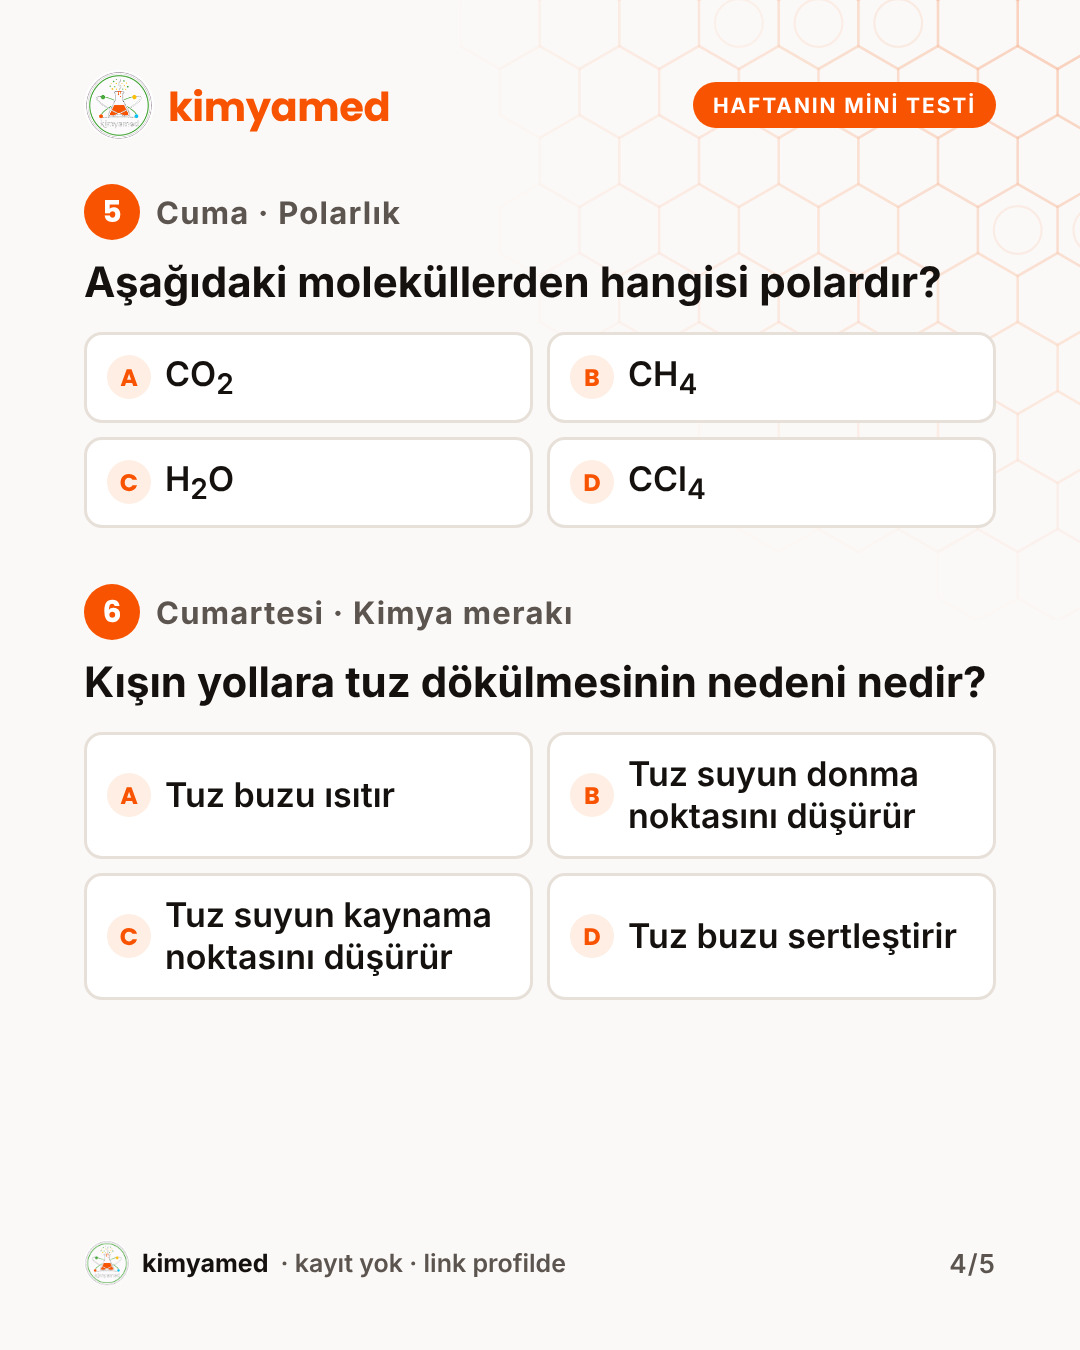 kimyamed
HAFTANIN MİNİ TESTİ
5 Cuma · Polarlık
Aşağıdaki moleküllerden hangisi polardır?
A CO₂
B CH₄
C H₂O
D CCl₄
6 Cumartesi · Kimya merakı
Kışın yollara tuz dökülmesinin nedeni nedir?
A Tuz buzu ısıtır
B Tuz suyun donma
noktasını düşürür
C Tuz suyun kaynama
noktasını düşürür
D Tuz buzu sertleştirir
kimyamed · kayıt yok · link profilde
4/5